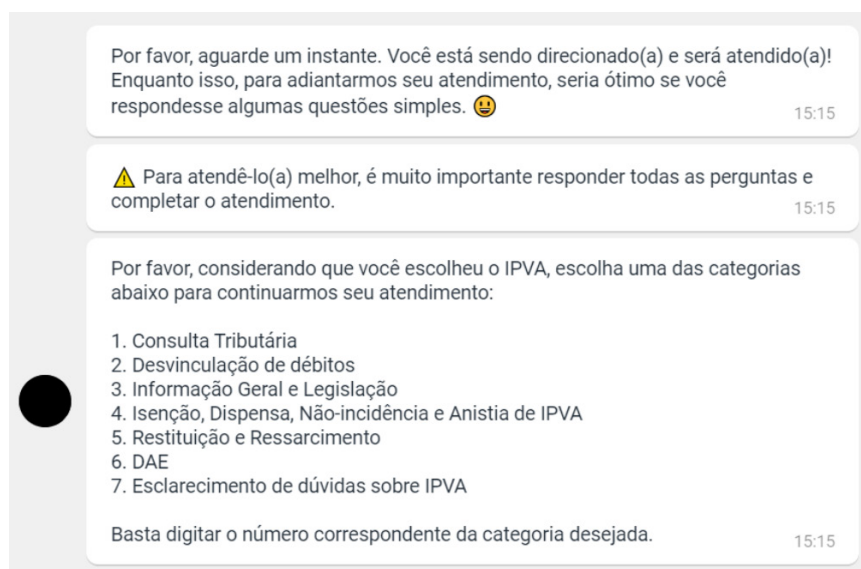 Por favor, aguarde um instante. Você está sendo direcionado(a) e será atendido(a)!
Enquanto isso, para adiantarmos seu atendimento, seria ótimo se você
respondesse algumas questões simples. 😃
15:15
⚠ Para atendê-lo(a) melhor, é muito importante responder todas as perguntas e
completar o atendimento.
15:15
Por favor, considerando que você escolheu o IPVA, escolha uma das categorias
abaixo para continuarmos seu atendimento:
1. Consulta Tributária
2. Desvinculação de débitos
3. Informação Geral e Legislação
4. Isenção, Dispensa, Não-incidência e Anistia de IPVA
5. Restituição e Ressarcimento
6. DAE
7. Esclarecimento de dúvidas sobre IPVA
Basta digitar o número correspondente da categoria desejada.
15:15